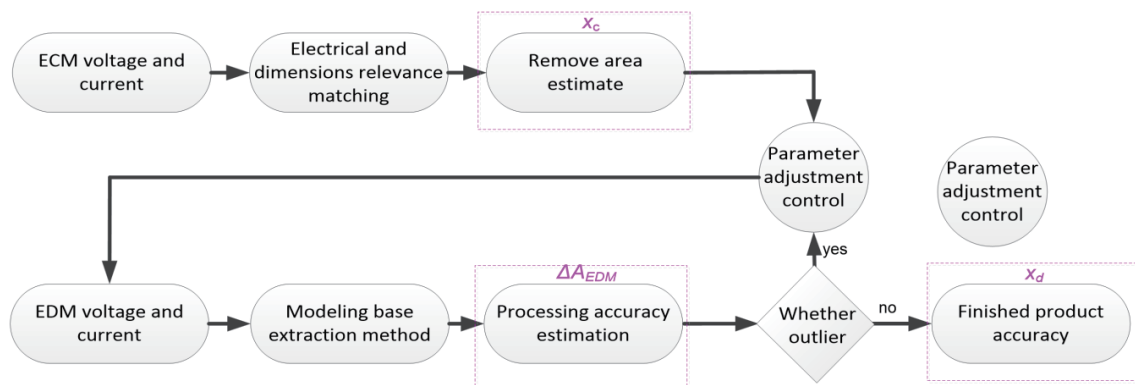 x_c
ECM voltage and
current
Electrical and
dimensions relevance
matching
Remove area
estimate
Parameter
adjustment
control
Parameter
adjustment
control
yes
ΔA_EDM
x_d
EDM voltage and
current
Modeling base
extraction method
Processing accuracy
estimation
Whether
outlier
no
Finished product
accuracy